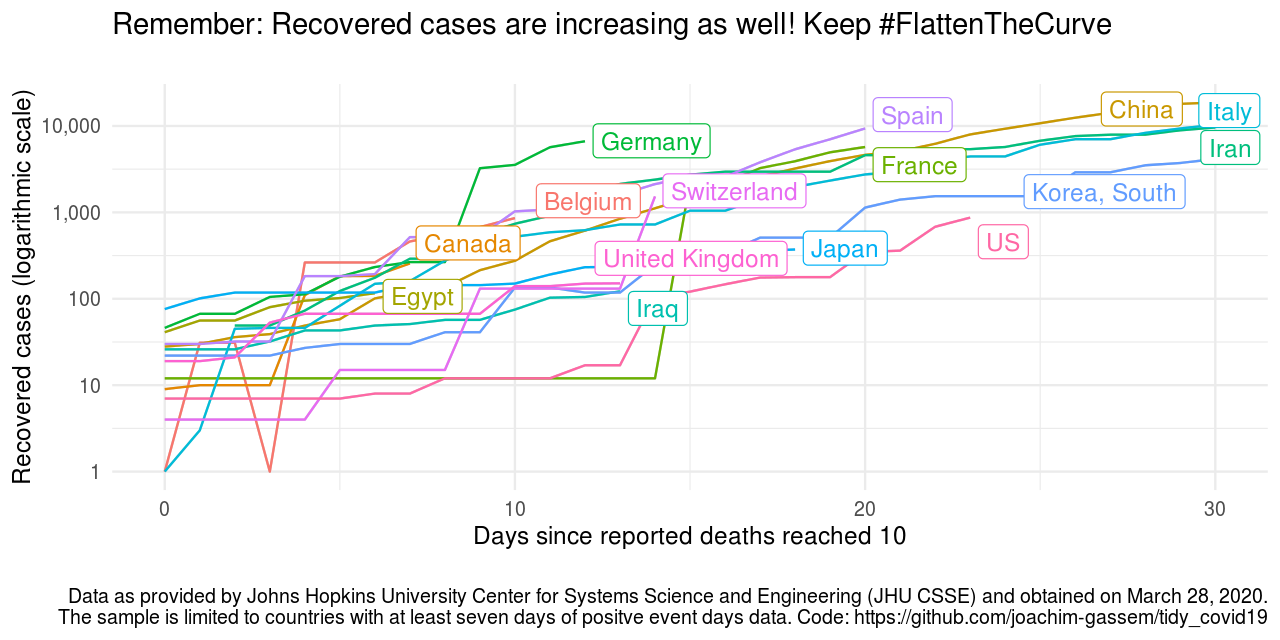 Remember: Recovered cases are increasing as well! Keep #FlattenTheCurve
Recovered cases (logarithmic scale)
10,000
1,000
100
10
1
Spain
China
Italy
Germany
Iran
France
Switzerland
Korea, South
Belgium
Canada
US
Japan
United Kingdom
Egypt
Iraq
0
10
20
30
Days since reported deaths reached 10
Data as provided by Johns Hopkins University Center for Systems Science and Engineering (JHU CSSE) and obtained on March 28, 2020.
The sample is limited to countries with at least seven days of positve event days data. Code: https://github.com/joachim-gassem/tidy_covid19